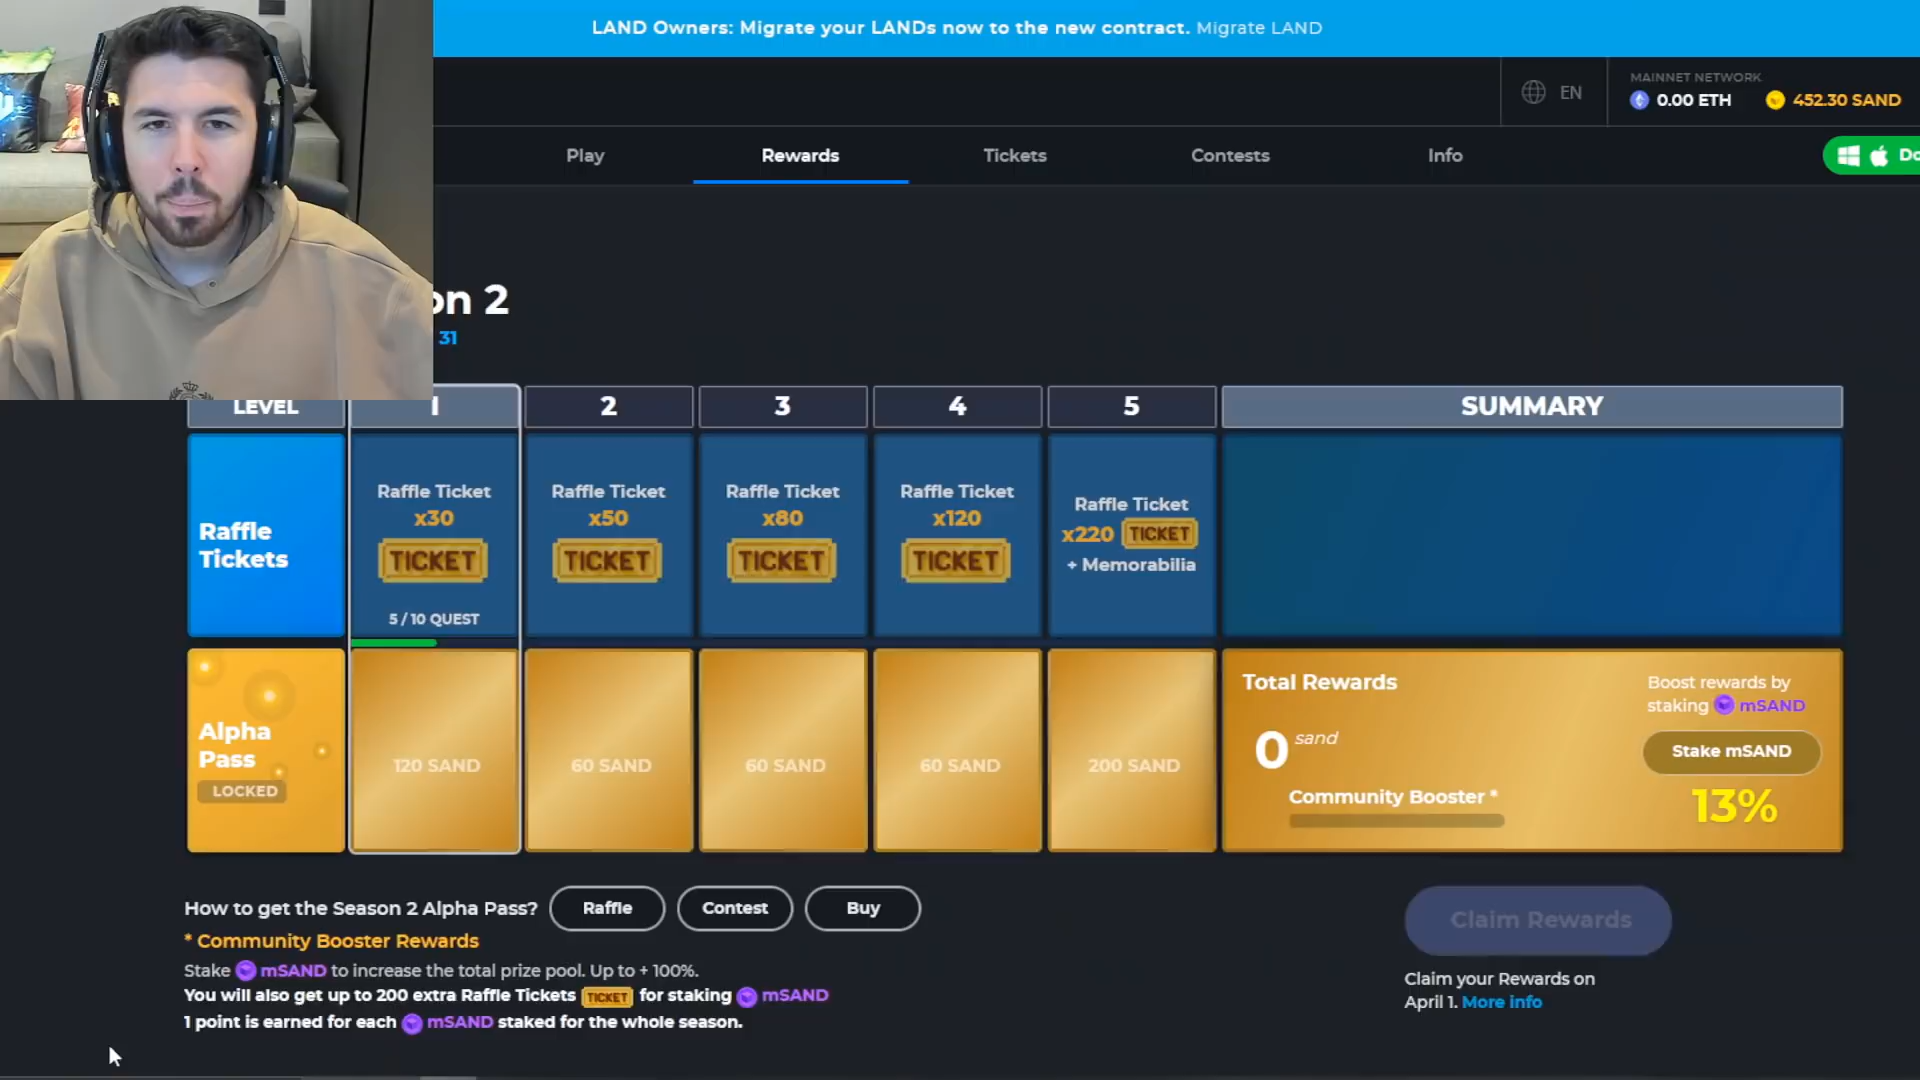 LAND Owners: Migrate your LANDs now to the new contract. Migrate LAND
EN
MAINNET NETWORK
0.00 ETH 452.30 SAND
Play Rewards Tickets Contests Info
on 2
31
LEVEL 1 2 3 4 5 SUMMARY
Raffle
Tickets
Raffle Ticket
x30
TICKET
5 / 10 QUEST
Raffle Ticket
x50
TICKET
Raffle Ticket
x80
TICKET
Raffle Ticket
x120
TICKET
Raffle Ticket
x220 TICKET
+ Memorabilia
Alpha
Pass
LOCKED
120 SAND
60 SAND
60 SAND
60 SAND
200 SAND
Total Rewards
0 sand
Community Booster *
Boost rewards by
staking mSAND
Stake mSAND
13%
How to get the Season 2 Alpha Pass? Raffle Contest Buy
* Community Booster Rewards
Stake mSAND to increase the total prize pool. Up to + 100%.
You will also get up to 200 extra Raffle Tickets TICKET for staking mSAND
1 point is earned for each mSAND staked for the whole season.
Claim Rewards
Claim your Rewards on
April 1. More info